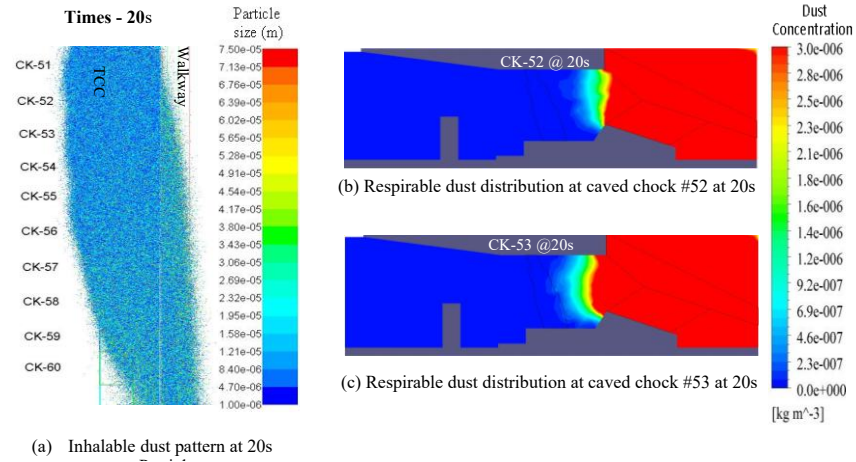 Times - 20s
Particle
size (m)
CK-51
CK-52
CK-53
CK-54
CK-55
CK-56
CK-57
CK-58
CK-59
CK-60
TCC
Walkway
7.50e-05
7.13e-05
6.76e-05
6.39e-05
6.02e-05
5.65e-05
5.28e-05
4.91e-05
4.54e-05
4.17e-05
3.80e-05
3.43e-05
3.06e-05
2.69e-05
2.32e-05
1.95e-05
1.58e-05
1.21e-05
8.40e-06
4.70e-06
1.00e-06
(a) Inhalable dust pattern at 20s
CK-52 @ 20s
(b) Respirable dust distribution at caved chock #52 at 20s
CK-53 @20s
(c) Respirable dust distribution at caved chock #53 at 20s
Dust
Concentration
3.0e-006
2.8e-006
2.5e-006
2.3e-006
2.1e-006
1.8e-006
1.6e-006
1.4e-006
1.2e-006
9.2e-007
6.9e-007
4.6e-007
2.3e-007
0.0e+000
[kg m^-3]